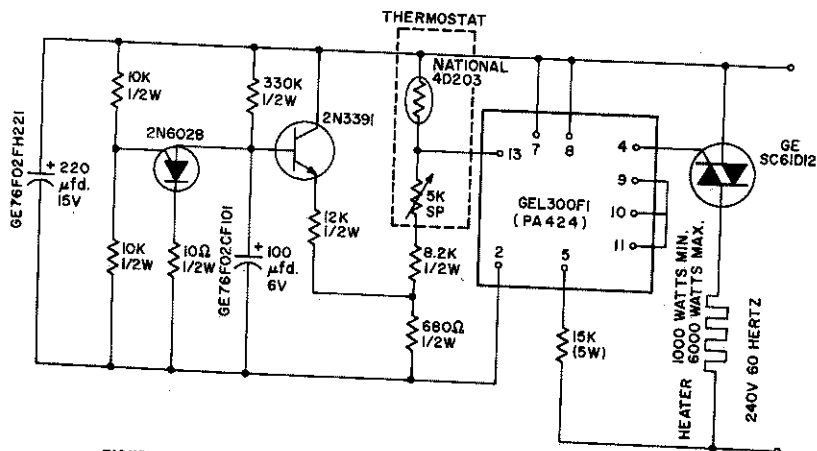 THERMOSTAT
NATIONAL
4D203
10K
1/2W
330K
1/2W
2N6028
2N3391
13
7
8
4
GE
SC61D12
GE76F02FH221
+ 220
µfd.
15V
5K
SP
GEL300F1
(PA424)
9
10
11
12K
1/2W
10K
1/2W
10Ω
1/2W
GE76F02CF101
+
100
µfd.
6V
8.2K
1/2W
2
5
680Ω
1/2W
15K
(5W)
HEATER
1000 WATTS MIN.
6000 WATTS MAX.
240V 60 HERTZ